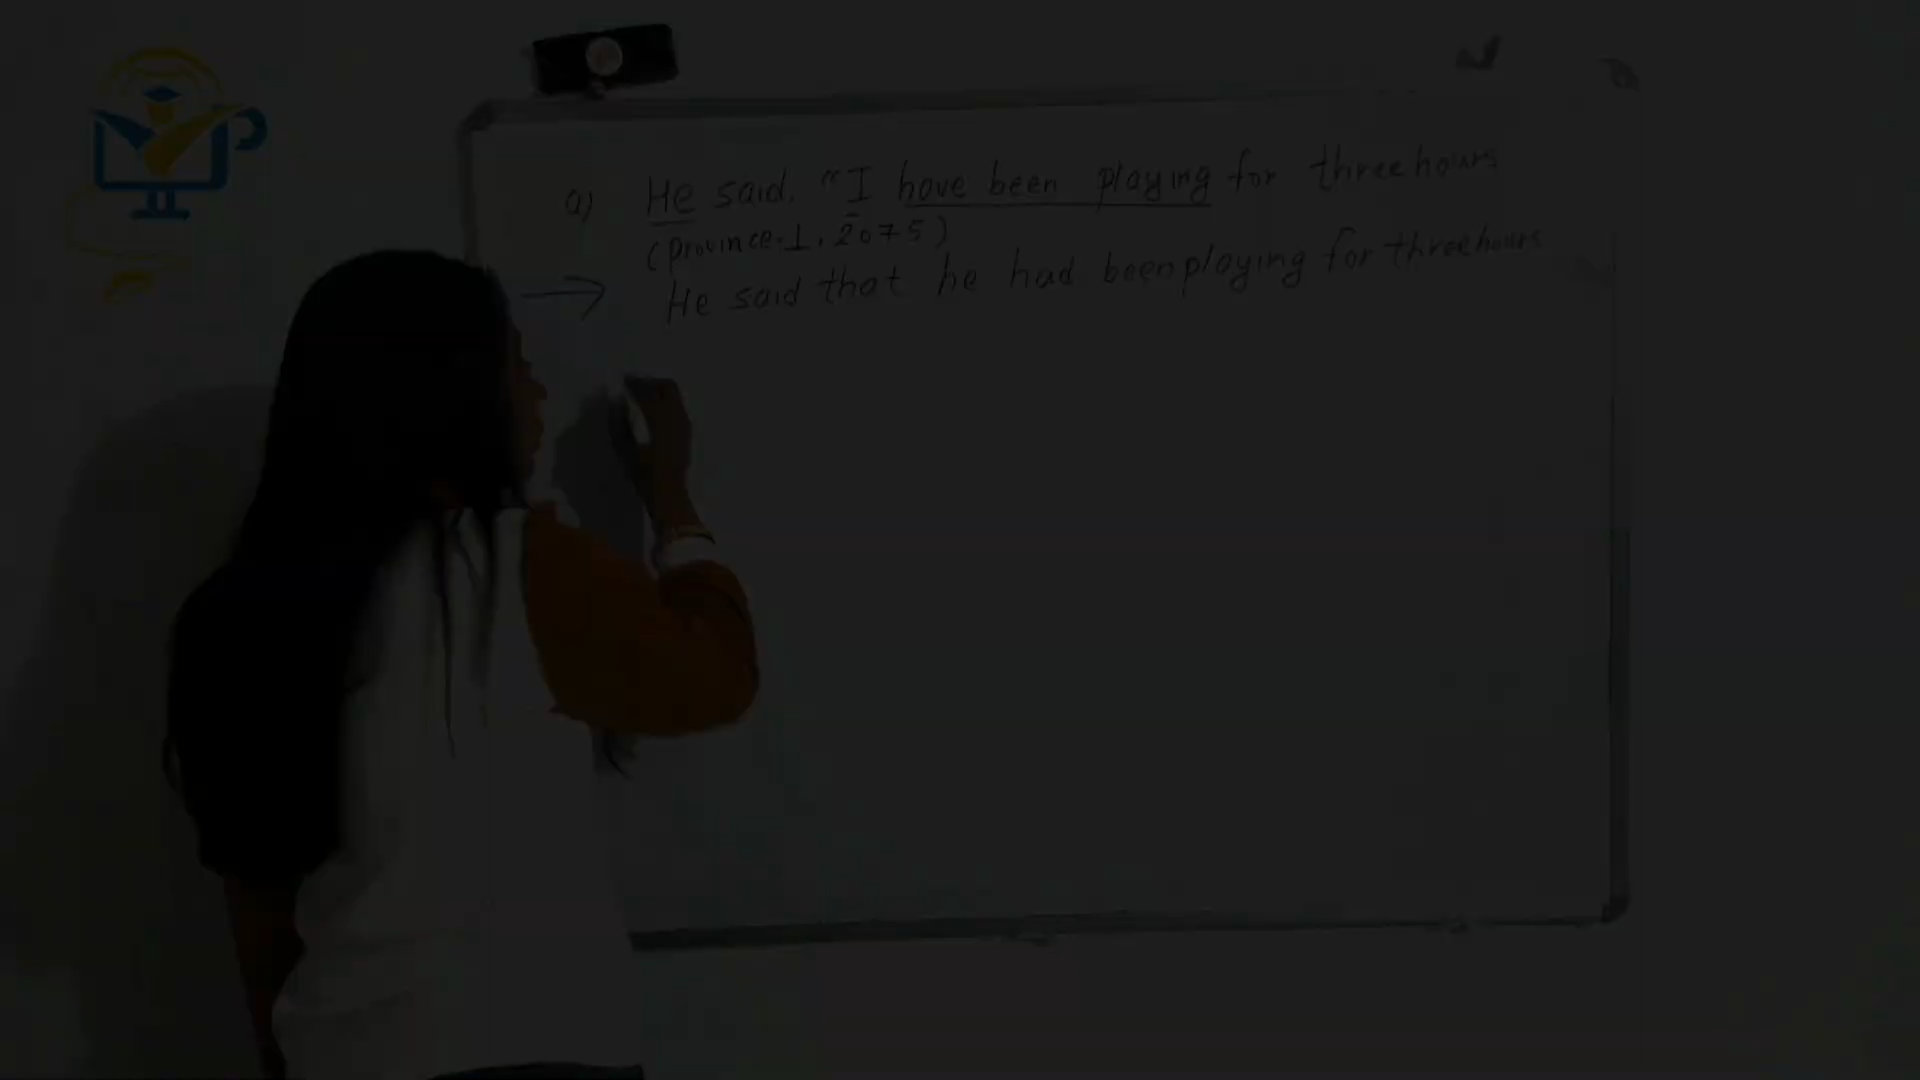 a) He said. "I have been playing for three hours
(Province.1, 2075)
He said that he had been playing for three hours